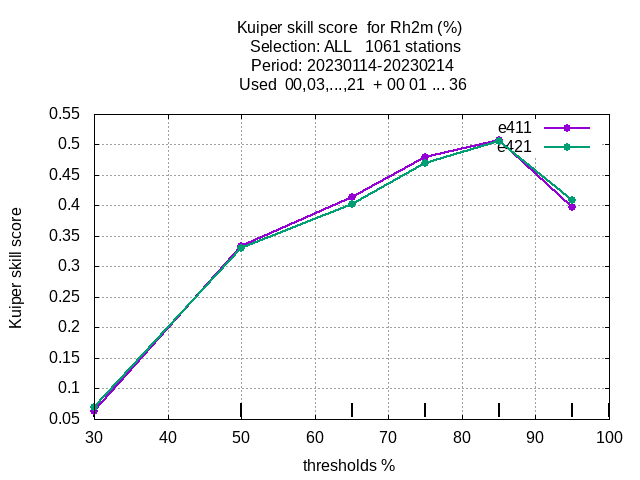 Kuiper skill score  for Rh2m (%)
Selection: ALL   1061 stations
Period: 20230114-20230214
Used  00,03,...,21  + 00 01 ... 36
0.55
0.5
0.45
0.4
0.35
0.3
0.25
0.2
0.15
0.1
0.05
Kuiper skill score
e411
e421
30 40 50 60 70 80 90 100
thresholds %